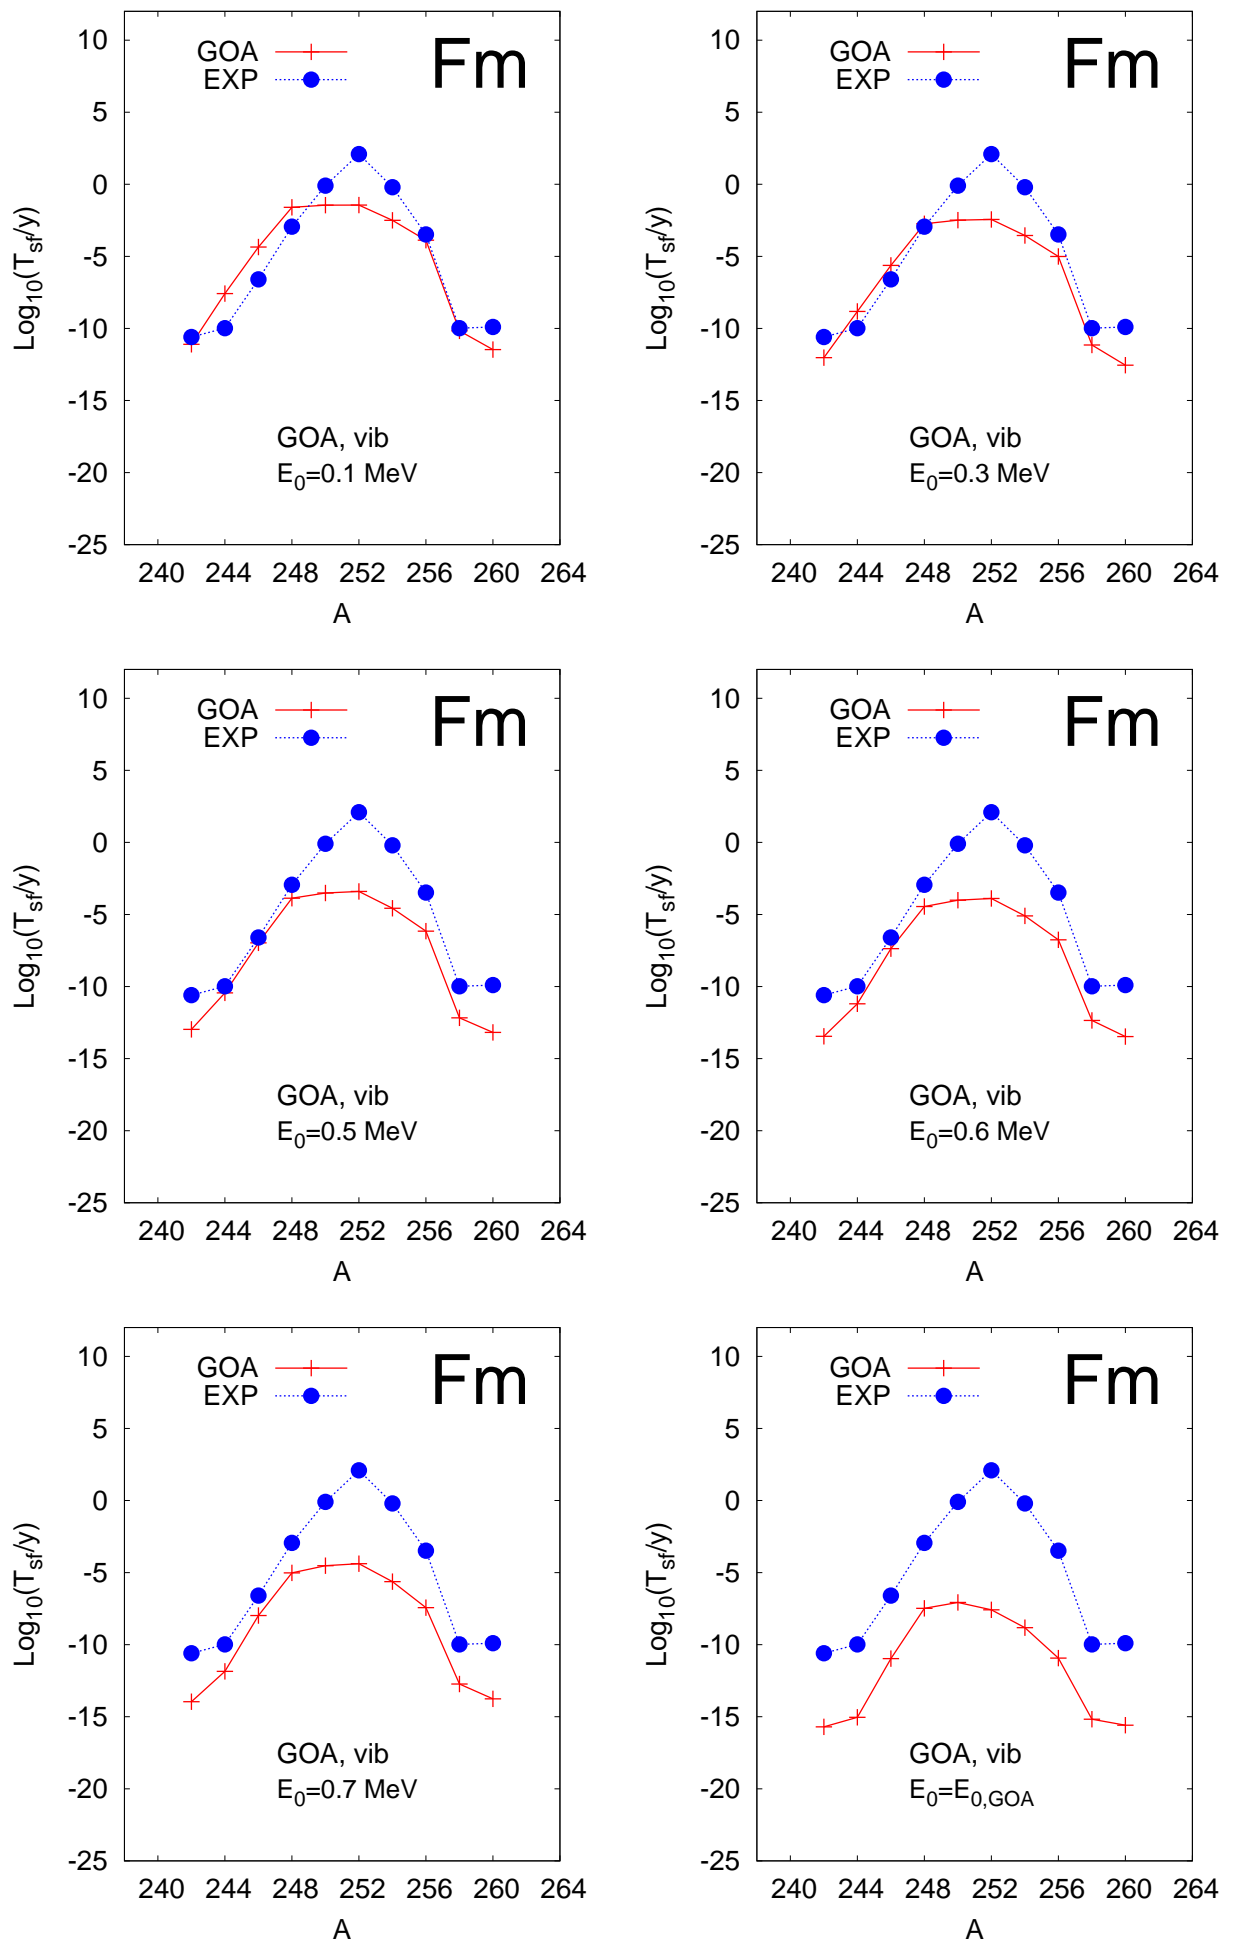 GOA
EXP
Fm
Log10(Tsf/y)
10
5
0
-5
-10
-15
-20
-25
GOA, vib
E0=0.1 MeV
240 244 248 252 256 260 264
A
GOA
EXP
Fm
Log10(Tsf/y)
10
5
0
-5
-10
-15
-20
-25
GOA, vib
E0=0.3 MeV
240 244 248 252 256 260 264
A
GOA
EXP
Fm
Log10(Tsf/y)
10
5
0
-5
-10
-15
-20
-25
GOA, vib
E0=0.5 MeV
240 244 248 252 256 260 264
A
GOA
EXP
Fm
Log10(Tsf/y)
10
5
0
-5
-10
-15
-20
-25
GOA, vib
E0=0.6 MeV
240 244 248 252 256 260 264
A
GOA
EXP
Fm
Log10(Tsf/y)
10
5
0
-5
-10
-15
-20
-25
GOA, vib
E0=0.7 MeV
240 244 248 252 256 260 264
A
GOA
EXP
Fm
Log10(Tsf/y)
10
5
0
-5
-10
-15
-20
-25
GOA, vib
E0=E0,GOA
240 244 248 252 256 260 264
A